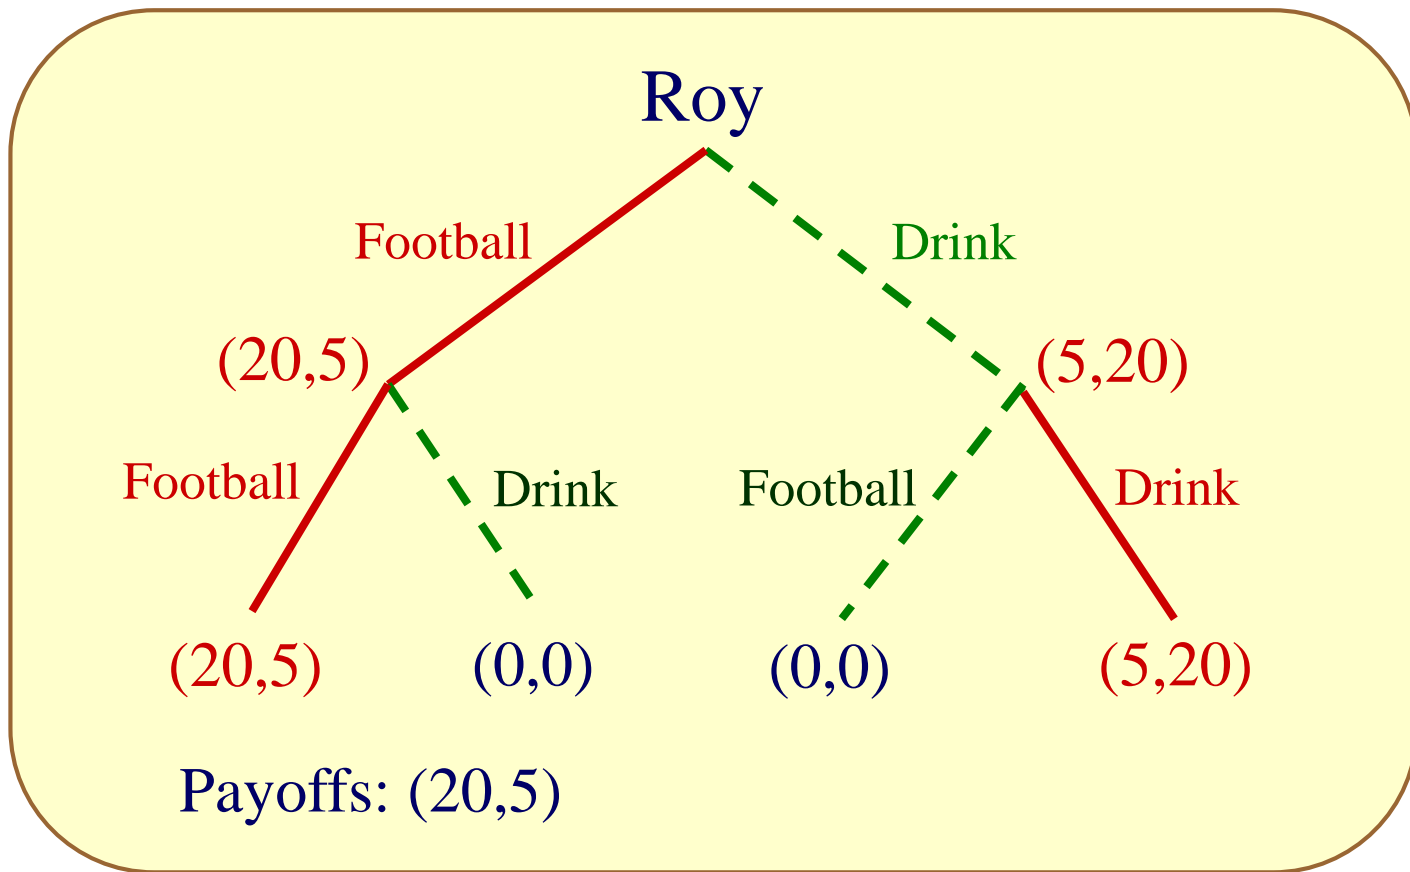 Roy
Football Drink
(20,5) (5,20)
Football Drink Football Drink
(20,5) (0,0) (0,0) (5,20)
Payoffs: (20,5)